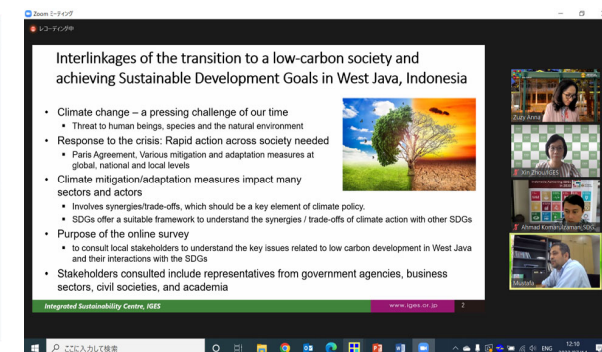 Zoom ミーティング
レコーディング中
Interlinkages of the transition to a low-carbon society and
achieving Sustainable Development Goals in West Java, Indonesia
• Climate change – a pressing challenge of our time
▪ Threat to human beings, species and the natural environment
• Response to the crisis: Rapid action across society needed
▪ Paris Agreement, Various mitigation and adaptation measures at
global, national and local levels
• Climate mitigation/adaptation measures impact many
sectors and actors
▪ Involves synergies/trade-offs, which should be a key element of climate policy.
▪ SDGs offer a suitable framework to understand the synergies / trade-offs of climate action with other SDGs
• Purpose of the online survey
▪ to consult local stakeholders to understand the key issues related to low carbon development in West Java
and their interactions with the SDGs
• Stakeholders consulted include representatives from government agencies, business
sectors, civil societies, and academia
Integrated Sustainability Centre, IGES
www.iges.or.jp 2
Zuzy Anna
Xin Zhou/IGES
Ahmad Komarulzaman_SDG
Mustafa
ここに入力して検索
ENG
12:10